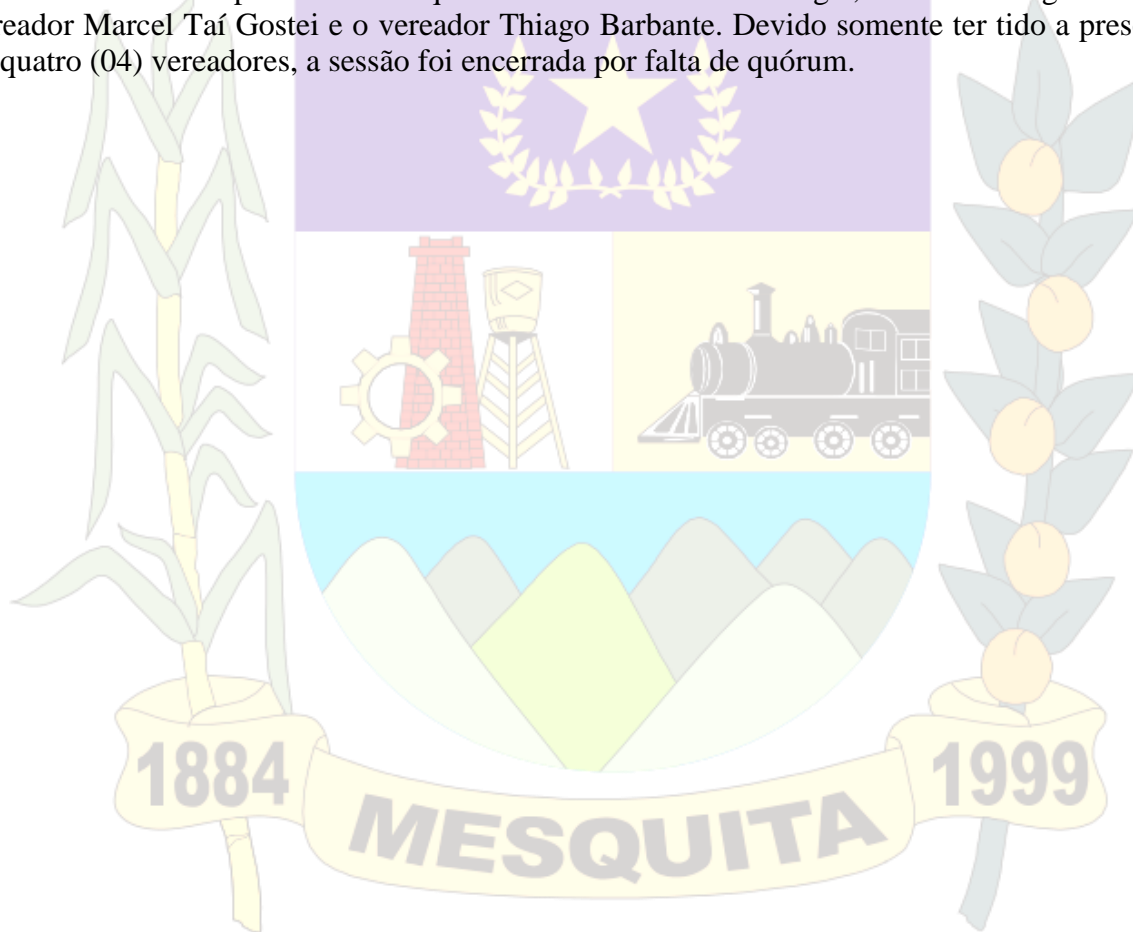 reador Marcel Taí Gostei e o vereador Thiago Barbante. Devido somente ter tido a pres
quatro (04) vereadores, a sessão foi encerrada por falta de quórum.
1884
1999
MESQUITA